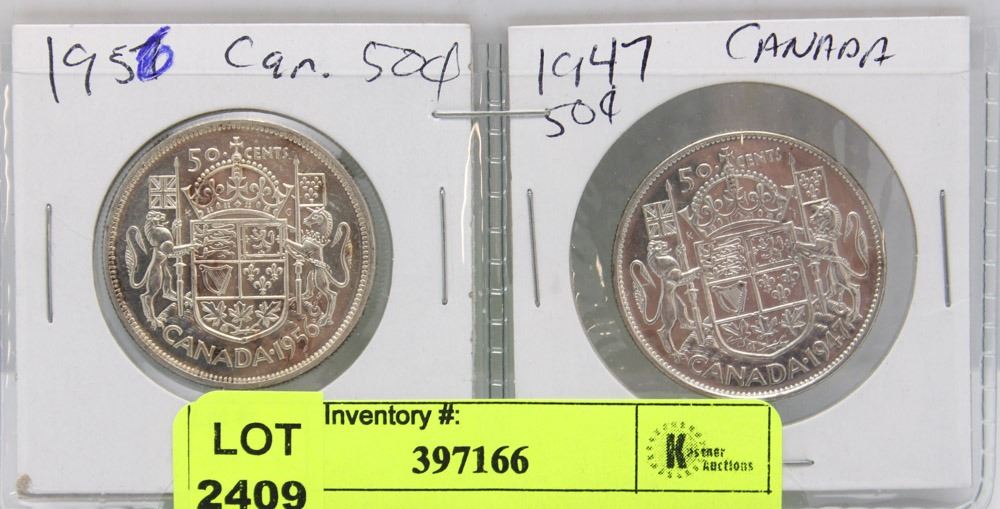 1956 Can. 50¢
1947 CANADA
50¢
50 CENTS
CANADA·1956
50 CENTS
CANADA·1947
LOT
2409
Inventory #:
397166
Kastner
Auctions